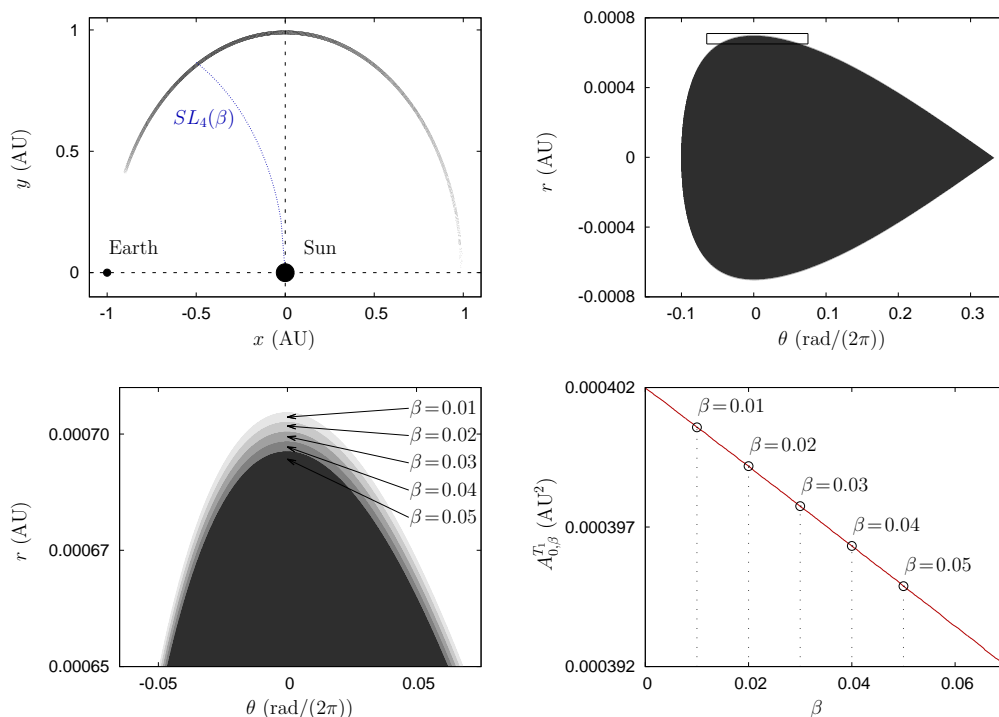 1
0.5
0
y (AU)
SL₄(β)
Earth
Sun
-1
-0.5
0
0.5
1
x (AU)
0.0008
0.0004
0
-0.0004
-0.0008
r (AU)
-0.1
0
0.1
0.2
0.3
θ (rad/(2π))
0.00070
0.00067
0.00065
r (AU)
β=0.01
β=0.02
β=0.03
β=0.04
β=0.05
-0.05
0
0.05
θ (rad/(2π))
0.000402
0.000397
0.000392
A^{T₁}_{0,β} (AU²)
β=0.01
β=0.02
β=0.03
β=0.04
β=0.05
0
0.02
0.04
0.06
β